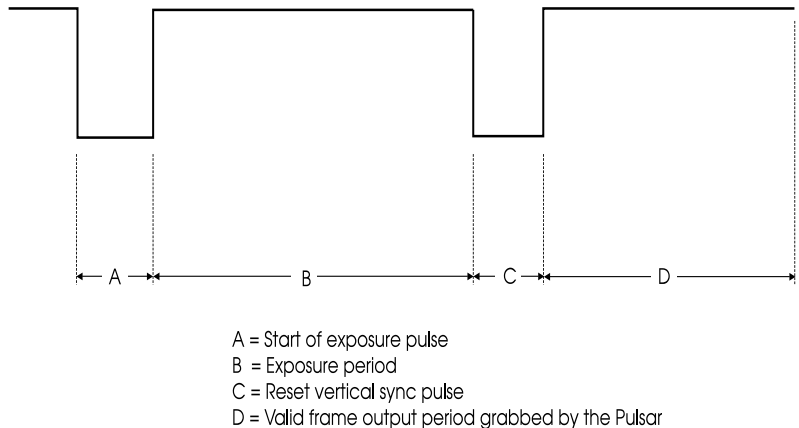 A B C D
A = Start of exposure pulse
B = Exposure period
C = Reset vertical sync pulse
D = Valid frame output period grabbed by the Pulsar